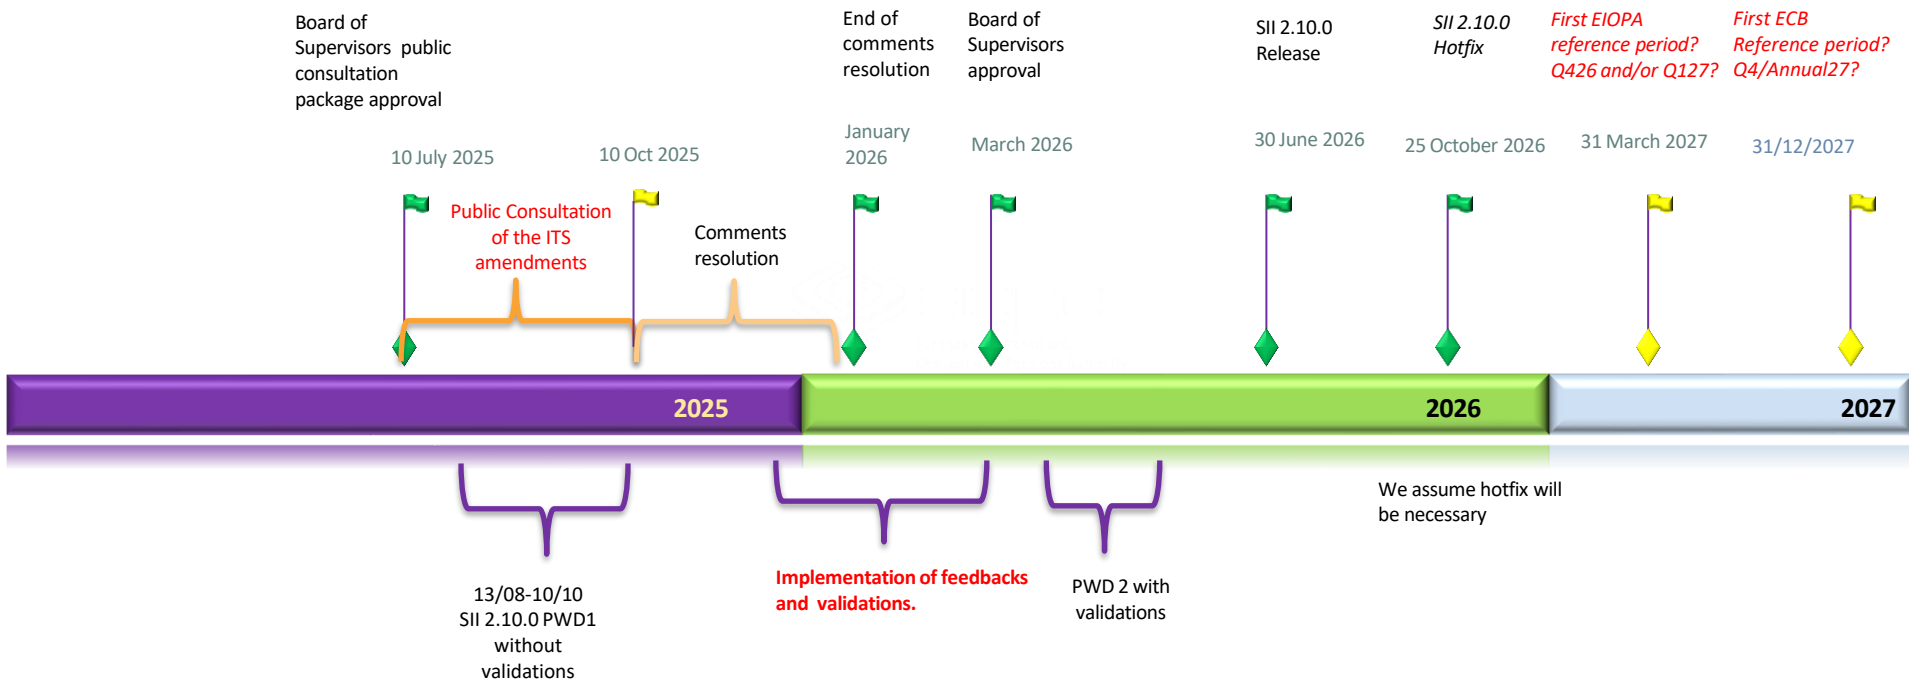 Board of
Supervisors public
consultation
package approval
End of
comments
resolution
Board of
Supervisors
approval
SII 2.10.0
Release
SII 2.10.0
Hotfix
First EIOPA
reference period?
Q426 and/or Q127?
First ECB
Reference period?
Q4/Annual27?
10 July 2025
10 Oct 2025
January
2026
March 2026
30 June 2026
25 October 2026
31 March 2027
31/12/2027
Public Consultation
of the ITS
amendments
Comments
resolution
2025
2026
2027
13/08-10/10
SII 2.10.0 PWD1
without
validations
Implementation of feedbacks
and validations.
PWD 2 with
validations
We assume hotfix will
be necessary